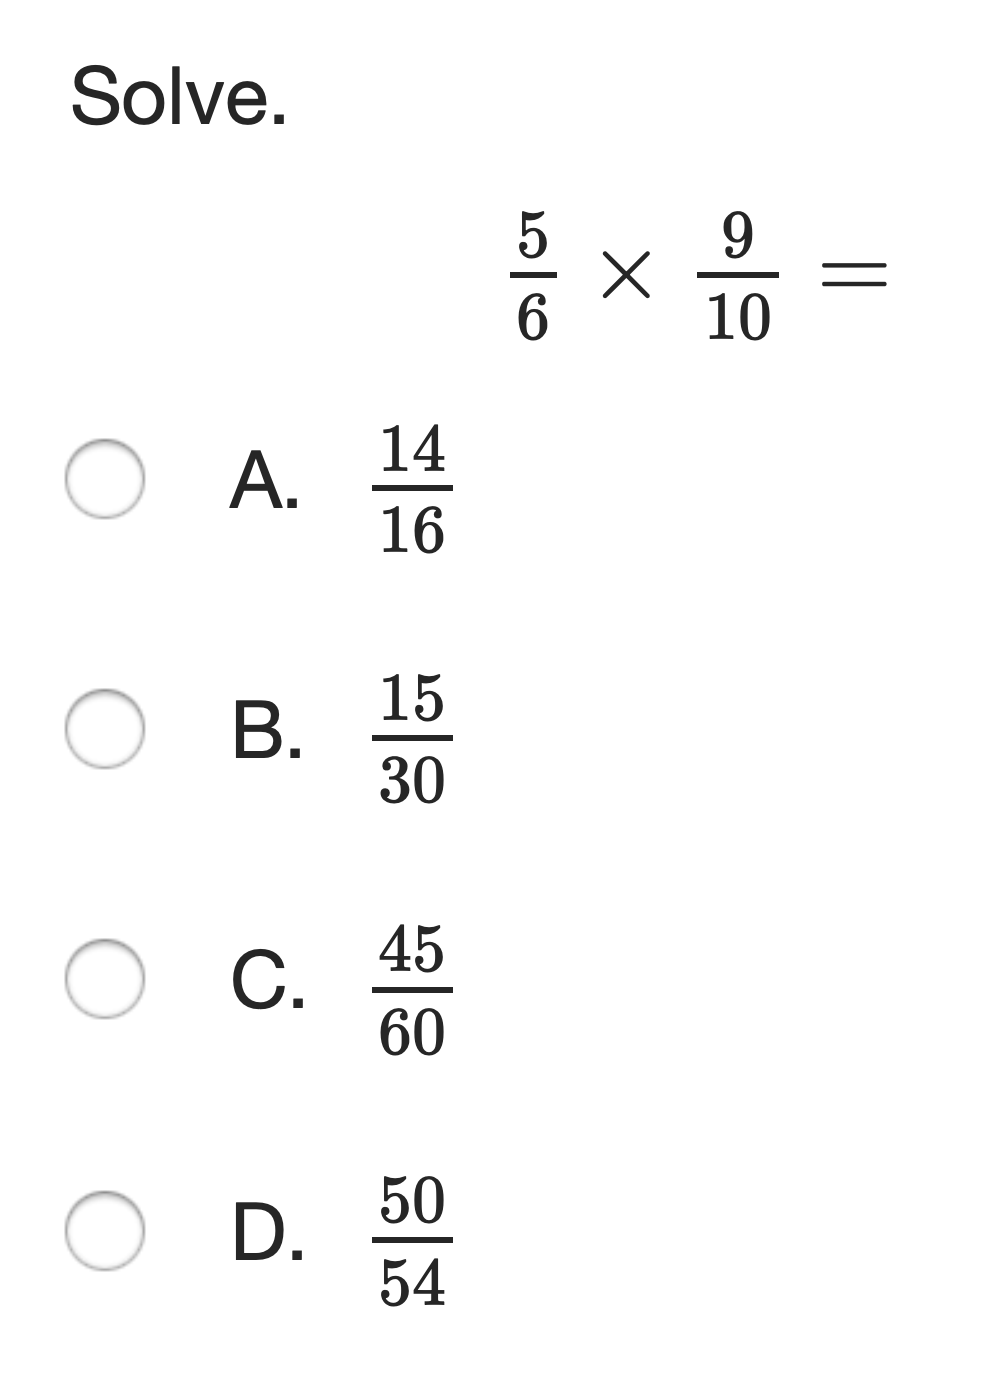 Solve.
5/6 × 9/10 =
A. 14/16
B. 15/30
C. 45/60
D. 50/54